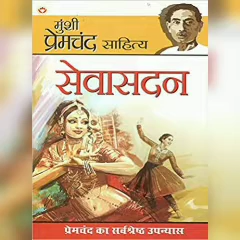 मुंशी
प्रेमचंद साहित्य
सेवासदन
प्रेमचंद का सर्वश्रेष्ठ उपन्यास